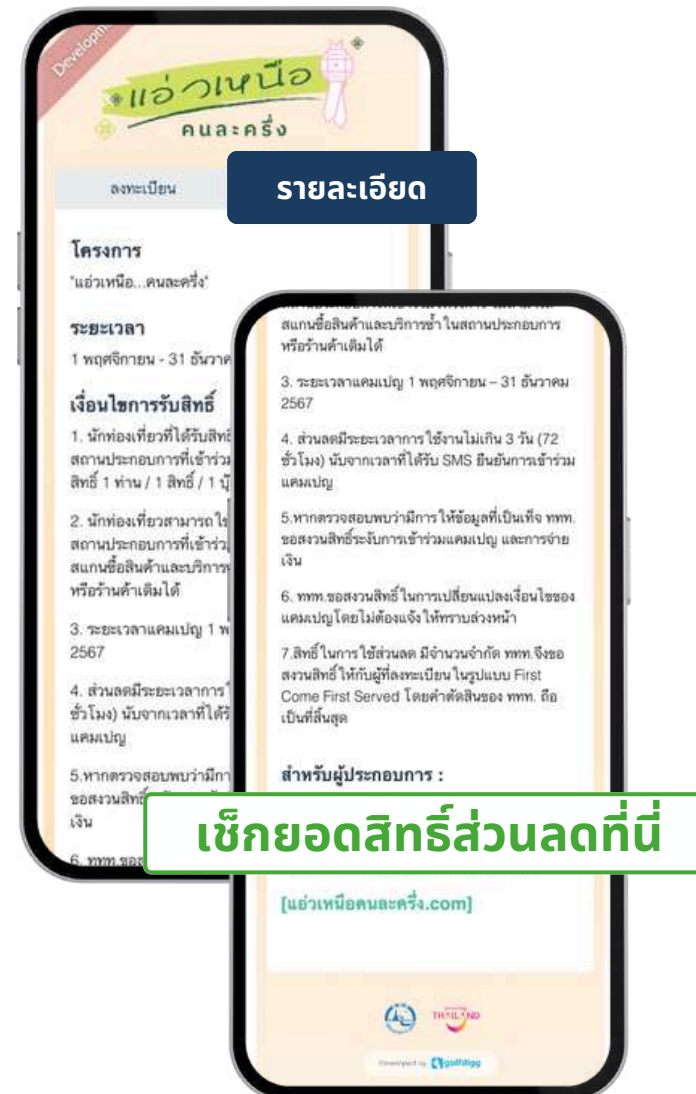 แอ่วเหนือ
คนละครึ่ง
ลงทะเบียน
รายละเอียด
โครงการ
"แอ่วเหนือ...คนละครึ่ง"
ระยะเวลา
1 พฤศจิกายน - 31 ธันวาค
เงื่อนไขการรับสิทธิ์
1. นักท่องเที่ยวที่ได้รับสิทธิ
สถานประกอบการที่เข้าร่วม
สิทธิ์ 1 ท่าน / 1 สิทธิ์ / 1
2. นักท่องเที่ยวสามารถใช้
สถานประกอบการที่เข้าร่วม
สแกนซื้อสินค้าและบริการ
หรือร้านค้าเดิมได้
3. ระยะเวลาแคมเปญ 1 พ
2567
4. ส่วนลดมีระยะเวลาการ
ชั่วโมง) นับจากเวลาที่ได้รั
แคมเปญ
5.หากตรวจสอบพบว่ามีกา
ขอสงวนสิทธิ์
เงิน
6. ททท.ขอส
สแกนซื้อสินค้าและบริการซ้ำ ในสถานประกอบการ
หรือร้านค้าเดิมได้
3. ระยะเวลาแคมเปญ 1 พฤศจิกายน – 31 ธันวาคม
2567
4. ส่วนลดมีระยะเวลาการใช้งานไม่เกิน 3 วัน (72
ชั่วโมง) นับจากเวลาที่ได้รับ SMS ยืนยันการเข้าร่วม
แคมเปญ
5.หากตรวจสอบพบว่ามีการให้ข้อมูลที่เป็นเท็จ ททท.
ขอสงวนสิทธิ์ระงับการเข้าร่วมแคมเปญ และการจ่าย
เงิน
6. ททท.ขอสงวนสิทธิ์ในการเปลี่ยนแปลงเงื่อนไขของ
แคมเปญโดยไม่ต้องแจ้งให้ทราบล่วงหน้า
7.สิทธิ์ในการใช้ส่วนลด มีจำนวนจำกัด ททท.จึงขอ
สงวนสิทธิ์ให้กับผู้ที่ลงทะเบียนในรูปแบบ First
Come First Served โดยคำตัดสินของ ททท. ถือ
เป็นที่สิ้นสุด
สำหรับผู้ประกอบการ :
เช็กยอดสิทธิ์ส่วนลดที่นี่
[แอ่วเหนือคนละครึ่ง.com]
THAILAND